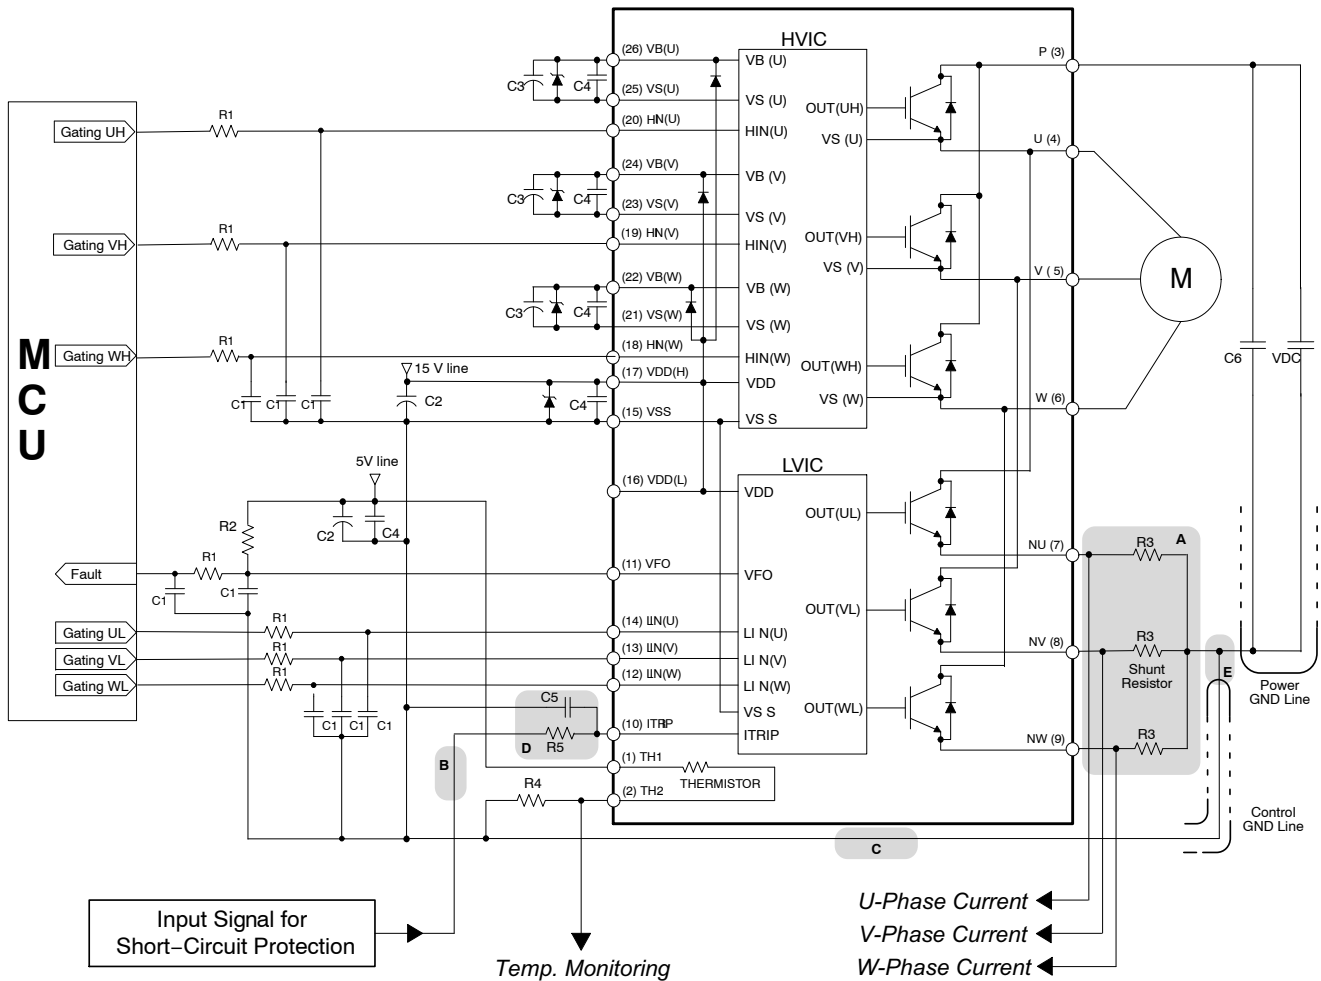 HVIC
(26) VB(U)
VB (U)
P (3)
C3
C4
(25) VS(U)
VS (U)
OUT(UH)
R1
Gating UH
(20) HIN(U)
HIN(U)
VS (U)
U (4)
(24) VB(V)
VB (V)
C3
C4
(23) VS(V)
VS (V)
R1
Gating VH
(19) HIN(V)
HIN(V)
OUT(VH)
VS (V)
V (5)
M
(22) VB(W)
VB (W)
C3
C4
(21) VS(W)
VS (W)
R1
Gating WH
(18) HIN(W)
HIN(W)
OUT(WH)
C6
VDC
15 V line
(17) VDD(H)
VDD
C1
C1
C1
C2
C4
VS (W)
W (6)
(15) VSS
VS S
M
C
U
5V line
LVIC
(16) VDD(L)
VDD
OUT(UL)
R2
C2
C4
R3
A
NU (7)
R1
Fault
(11) VFO
VFO
C1
C1
OUT(VL)
R1
Gating UL
(14) LIN(U)
LI N(U)
R1
Gating VL
(13) LIN(V)
LI N(V)
NV (8)
R3
Shunt
Resistor
R1
Gating WL
(12) LIN(W)
LI N(W)
E
Power
GND Line
C5
C1
C1
C1
VS S
OUT(WL)
(10) ITRIP
ITRIP
D
R5
NW (9)
R3
B
(1) TH1
THERMISTOR
R4
(2) TH2
Control
GND Line
C
Input Signal for
Short−Circuit Protection
U-Phase Current
V-Phase Current
W-Phase Current
Temp. Monitoring